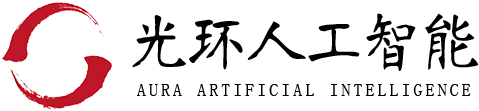 光环人工智能
AURA ARTIFICIAL INTELLIGENCE